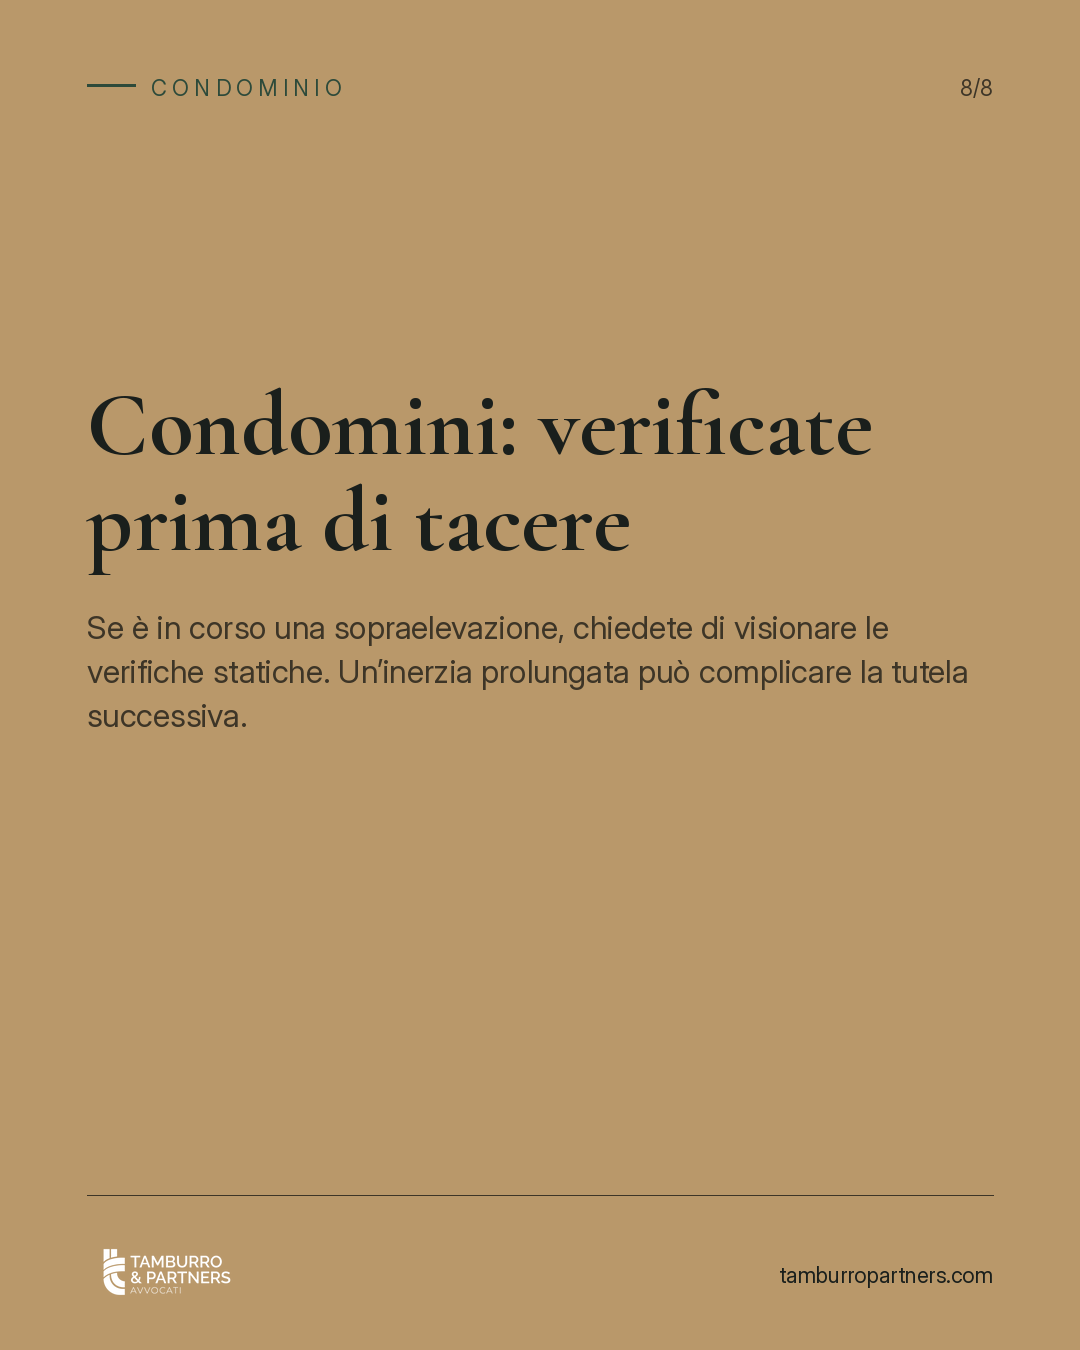 CONDOMINIO
8/8
Condomini: verificate
prima di tacere
Se è in corso una sopraelevazione, chiedete di visionare le
verifiche statiche. Un’inerzia prolungata può complicare la tutela
successiva.
TAMBURRO
& PARTNERS
AVVOCATI
tamburropartners.com